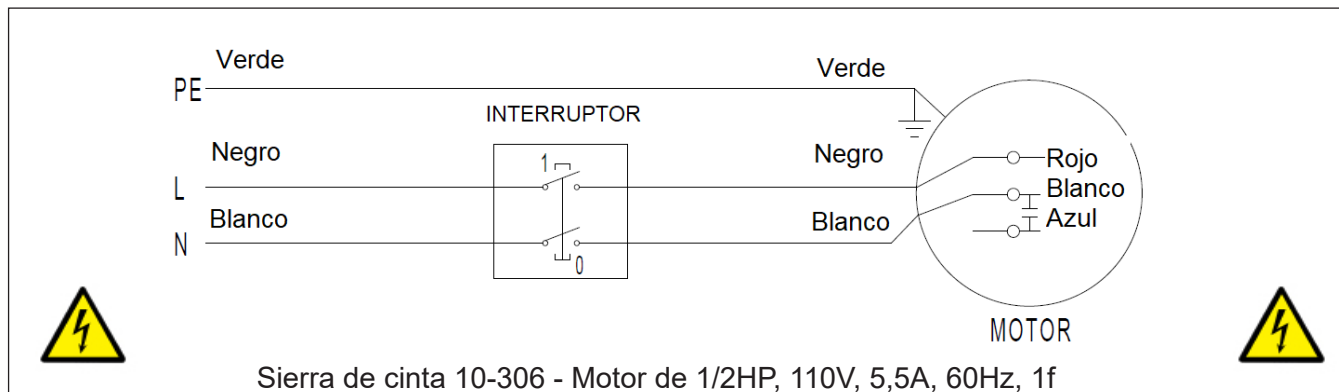 Verde
Verde
PE
INTERRUPTOR
Negro
1
Negro
Rojo
L
Blanco
Blanco
Blanco
Azul
N
0
MOTOR
Sierra de cinta 10-306 - Motor de 1/2HP, 110V, 5,5A, 60Hz, 1f